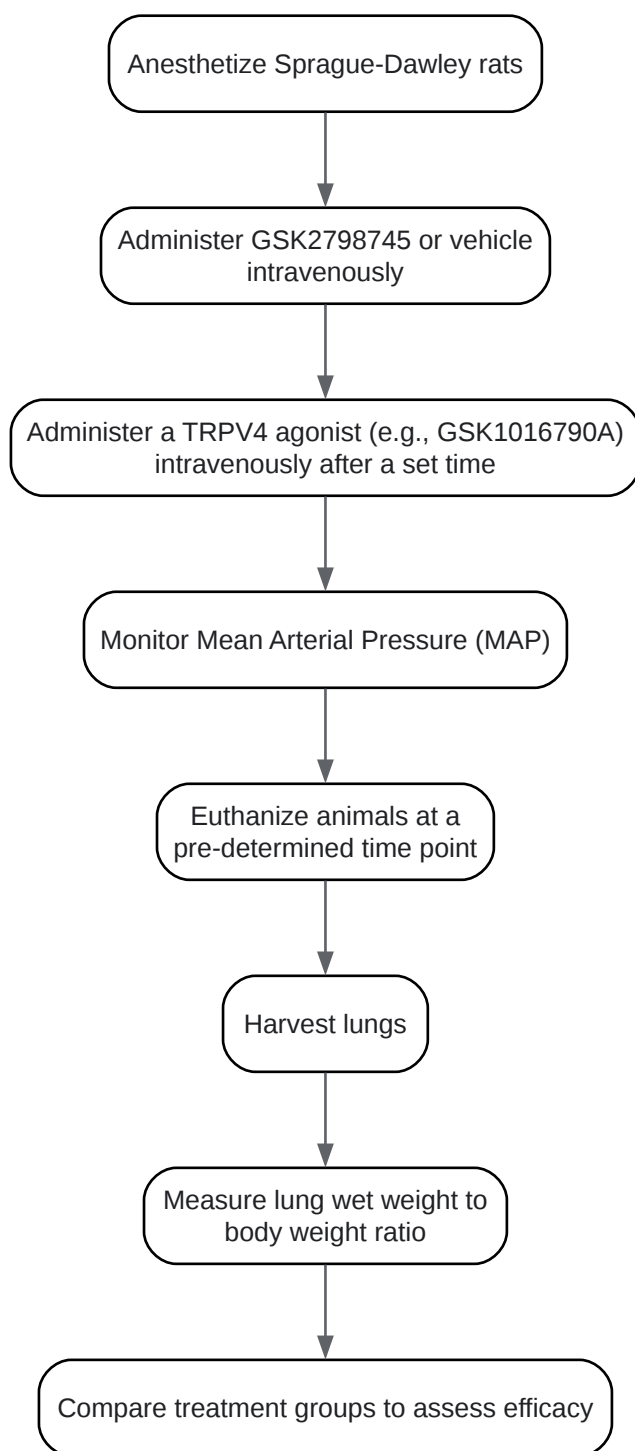 Anesthetize Sprague-Dawley rats
Administer GSK2798745 or vehicle
intravenously
Administer a TRPV4 agonist (e.g., GSK1016790A)
intravenously after a set time
Monitor Mean Arterial Pressure (MAP)
Euthanize animals at a
pre-determined time point
Harvest lungs
Measure lung wet weight to
body weight ratio
Compare treatment groups to assess efficacy